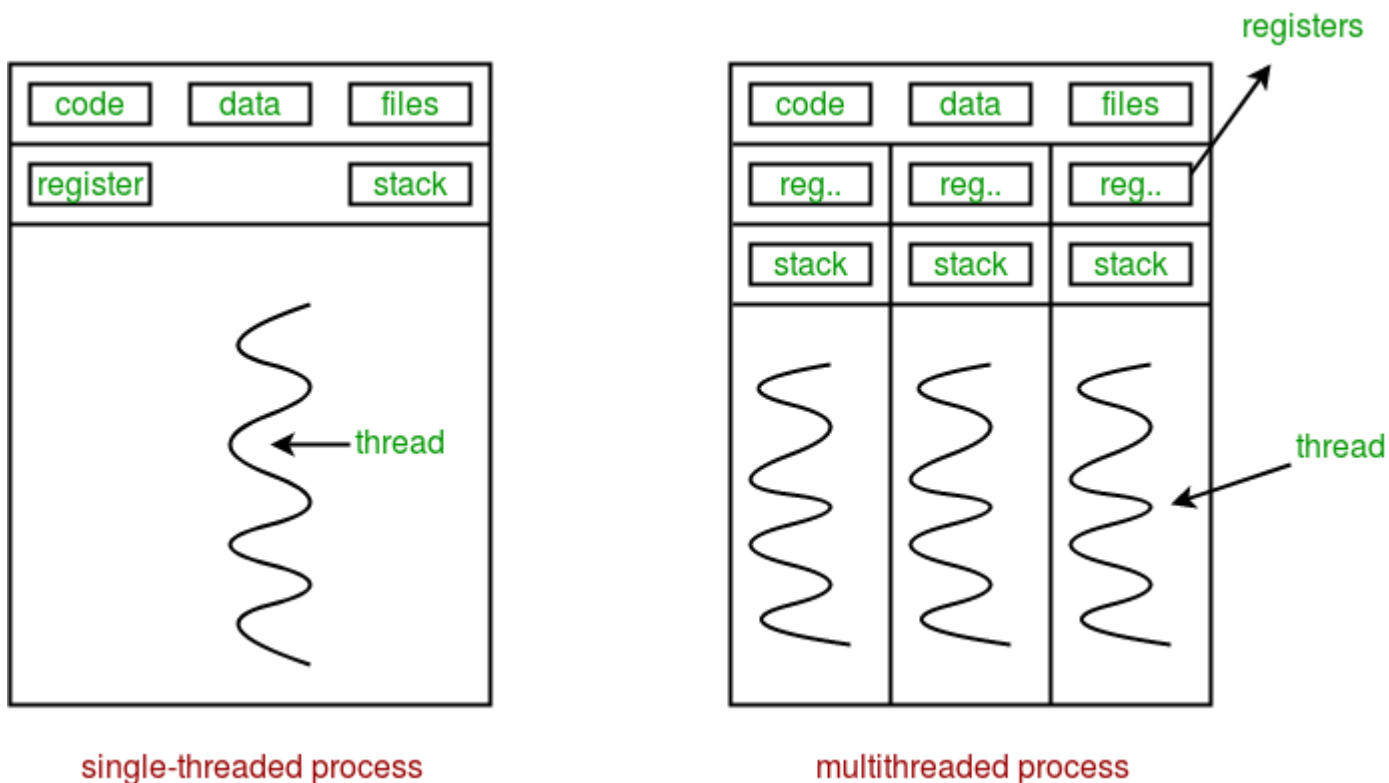 registers
code data files
register stack
thread
single-threaded process
code data files
reg.. reg.. reg..
stack stack stack
thread
multithreaded process